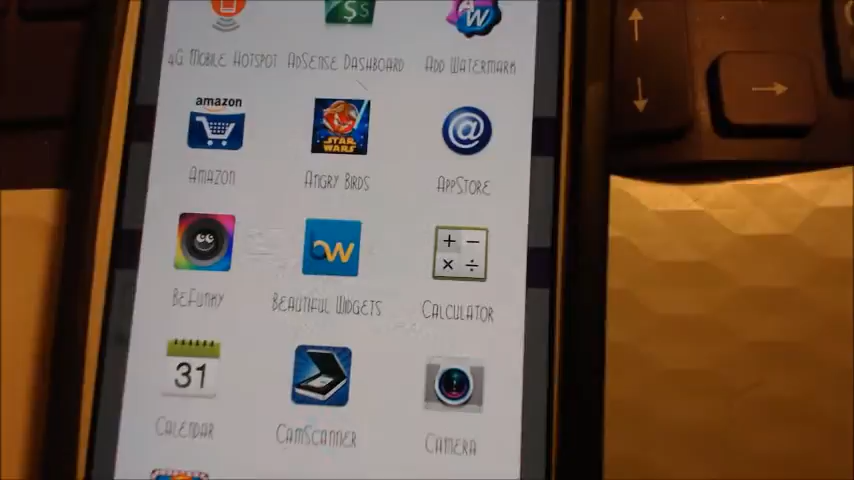 4G Mobile Hotspot AdSense Dashboard Add Watermark
amazon
STAR WARS
Amazon Angry Birds AppStore
bw
+ −
× ÷
BeFunky Beautiful Widgets Calculator
31
Calendar CamScanner Camera